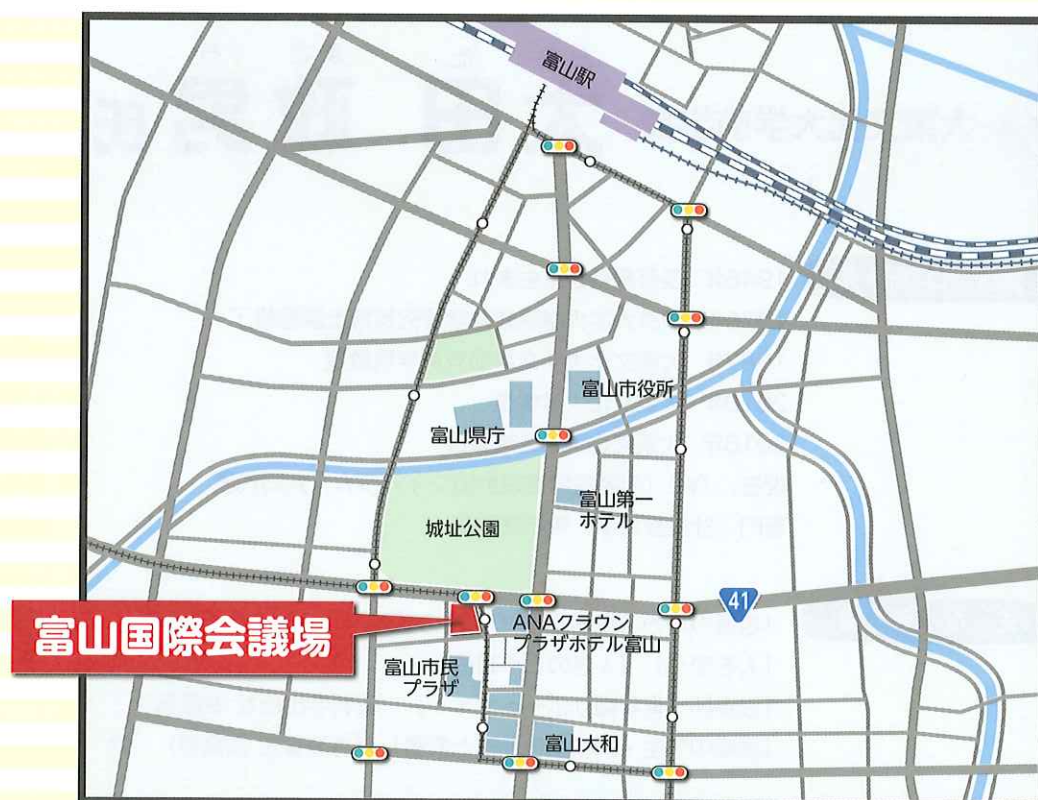 富山駅
富山市役所
富山県庁
富山第一
ホテル
城址公園
41
富山国際会議場
ANAクラウン
プラザホテル富山
富山市民
プラザ
富山大和